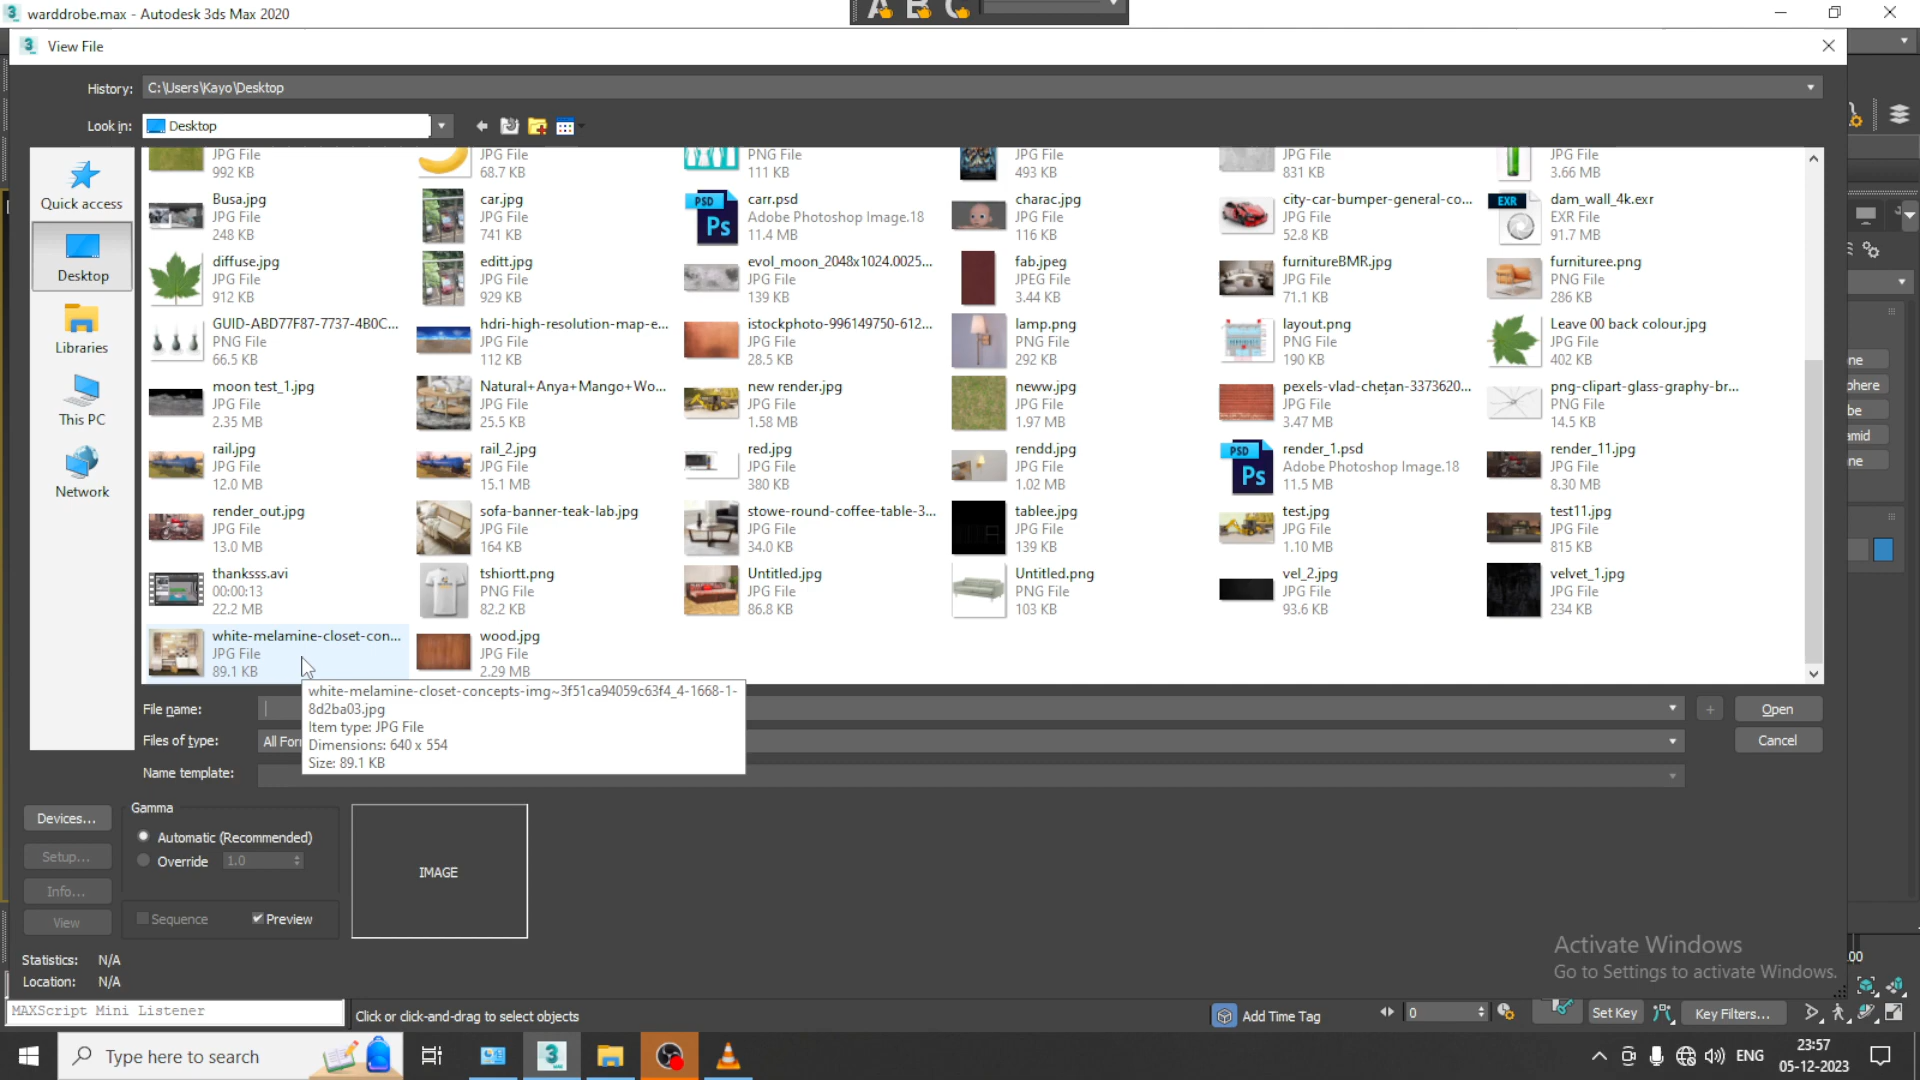 warddrobe.max - Autodesk 3ds Max 2020
View File
History: C:\Users\Kayo\Desktop
Look in: Desktop
Quick access
Desktop
Libraries
This PC
Network
JPG File
992 KB
JPG File
68.7 KB
PNG File
111 KB
JPG File
493 KB
JPG File
831 KB
JPG File
3.66 MB
Busa.jpg
JPG File
248 KB
car.jpg
JPG File
741 KB
carr.psd
Adobe Photoshop Image.18
11.4 MB
charac.jpg
JPG File
116 KB
city-car-bumper-general-co...
JPG File
52.8 KB
dam_wall_4k.exr
EXR File
91.7 MB
diffuse.jpg
JPG File
912 KB
editt.jpg
JPG File
929 KB
evol_moon_2048x1024.0025...
JPG File
139 KB
fab.jpeg
JPEG File
3.44 KB
furnitureBMR.jpg
JPG File
71.1 KB
furnituree.png
PNG File
286 KB
GUID-ABD77F87-7737-4B0C...
PNG File
66.5 KB
hdri-high-resolution-map-e...
JPG File
112 KB
istockphoto-996149750-612...
JPG File
28.5 KB
lamp.png
PNG File
292 KB
layout.png
PNG File
190 KB
Leave 00 back colour.jpg
JPG File
402 KB
moon test_1.jpg
JPG File
2.35 MB
Natural+Anya+Mango+Wo...
JPG File
25.5 KB
new render.jpg
JPG File
1.58 MB
neww.jpg
JPG File
1.97 MB
pexels-vlad-chețan-3373620...
JPG File
3.47 MB
png-clipart-glass-graphy-br...
PNG File
14.5 KB
rail.jpg
JPG File
12.0 MB
rail_2.jpg
JPG File
15.1 MB
red.jpg
JPG File
380 KB
rendd.jpg
JPG File
1.02 MB
render_1.psd
Adobe Photoshop Image.18
11.5 MB
render_11.jpg
JPG File
8.30 MB
render_out.jpg
JPG File
13.0 MB
sofa-banner-teak-lab.jpg
JPG File
164 KB
stowe-round-coffee-table-3...
JPG File
34.0 KB
tablee.jpg
JPG File
139 KB
test.jpg
JPG File
1.10 MB
test11.jpg
JPG File
815 KB
thanksss.avi
00:00:13
22.2 MB
tshiortt.png
PNG File
82.2 KB
Untitled.jpg
JPG File
86.8 KB
Untitled.png
PNG File
103 KB
vel_2.jpg
JPG File
93.6 KB
velvet_1.jpg
JPG File
234 KB
white-melamine-closet-con...
JPG File
89.1 KB
wood.jpg
JPG File
2.29 MB
white-melamine-closet-concepts-img~3f51ca94059c63f4_4-1668-1-
8d2ba03.jpg
Item type: JPG File
Dimensions: 640 x 554
Size: 89.1 KB
File name:
Open
Files of type: All For
Cancel
Name template:
Devices...
Setup...
Info...
View
Gamma
Automatic (Recommended)
Override 1.0
Sequence Preview
IMAGE
Statistics: N/A
Location: N/A
Activate Windows
Go to Settings to activate Windows.
MAXScript Mini Listener
Click or click-and-drag to select objects
Add Time Tag
0
Set Key
Key Filters...
Type here to search
ENG
23:57
05-12-2023